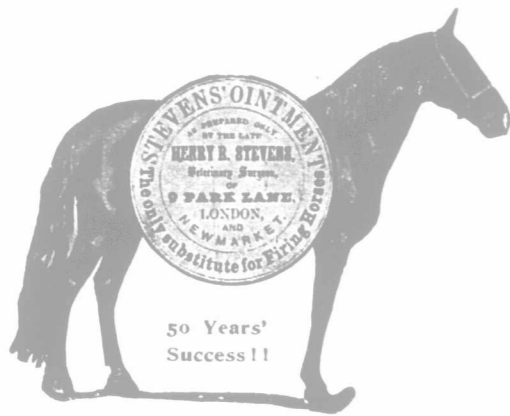 STEVENS' OINTMENT.
AS PREPARED ONLY
BY THE LATE
HENRY R. STEVENS,
Veterinary Surgeon,
OF
9 PARK LANE,
LONDON,
AND
NEWMARKET.
The only substitute for Firing Horses.
50 Years'
Success!!